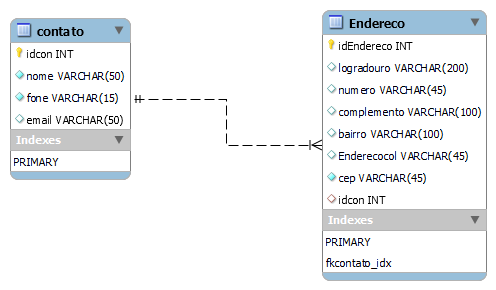 contato
idcon INT
nome VARCHAR(50)
fone VARCHAR(15)
email VARCHAR(50)
Indexes
PRIMARY
Endereco
idEndereco INT
logradouro VARCHAR(200)
numero VARCHAR(45)
complemento VARCHAR(100)
bairro VARCHAR(100)
Enderecocol VARCHAR(45)
cep VARCHAR(45)
idcon INT
Indexes
PRIMARY
fkcontato_idx